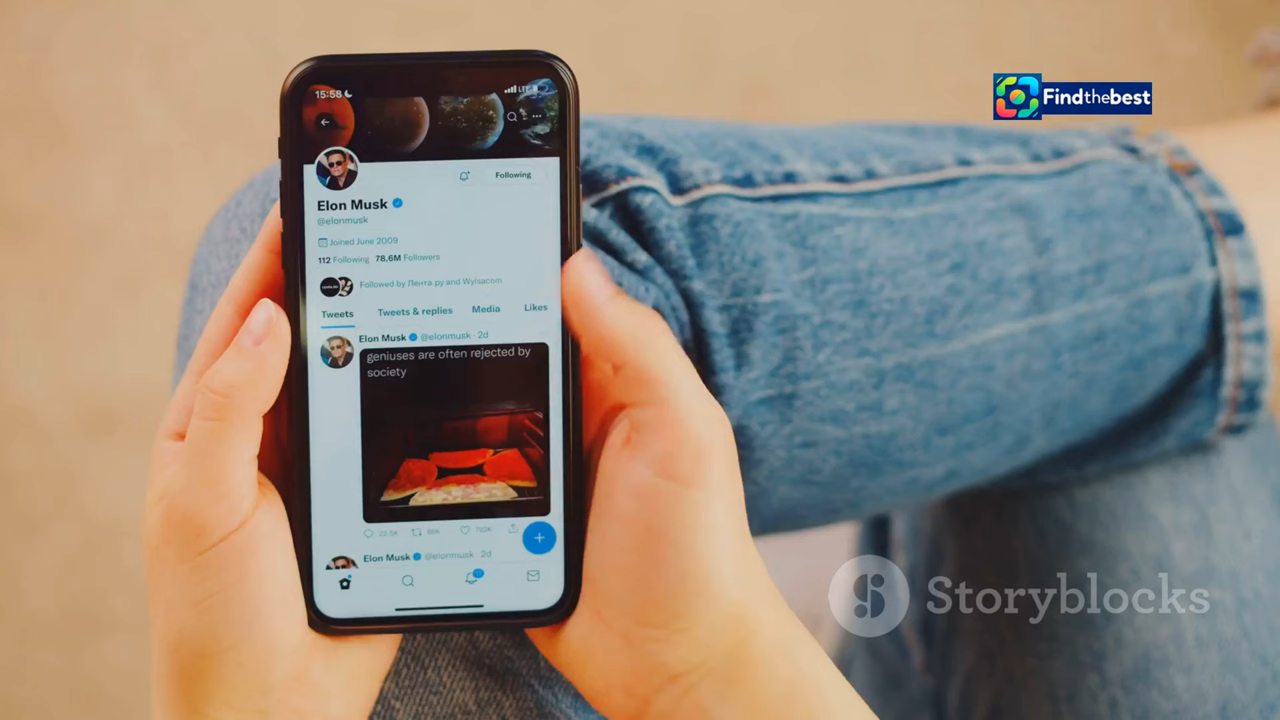 15:58
LTE
Findthebest
Following
Elon Musk
@elonmusk
Joined June 2009
112 Following 78,6M Followers
Followed by Лента.ру and Wylsacom
Tweets Tweets & replies Media Likes
Elon Musk @elonmusk · 2d
geniuses are often rejected by
society
Elon Musk @elonmusk · 2d
Storyblocks